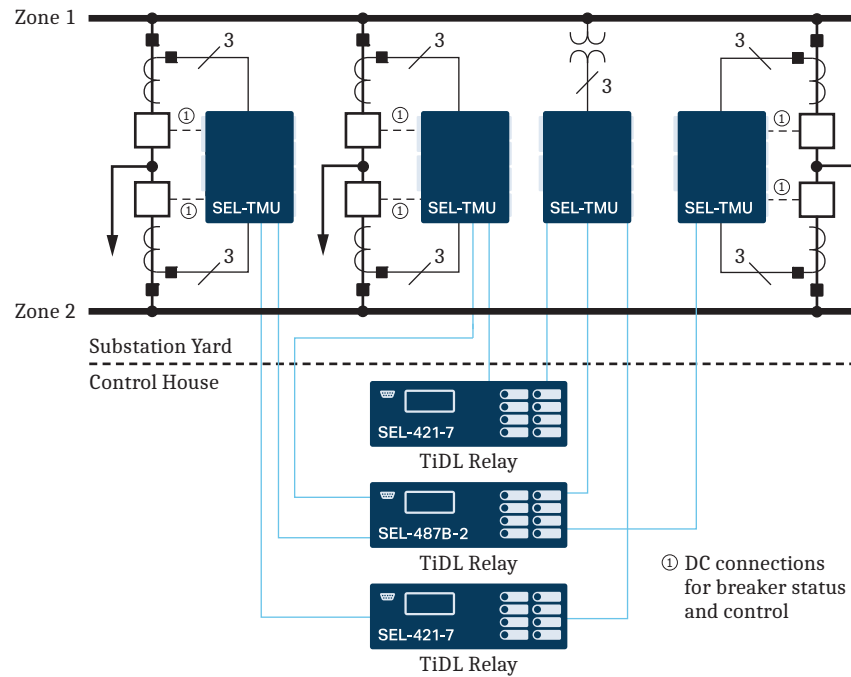 Zone 1
3
3
3
3
①
①
①
SEL-TMU
SEL-TMU
SEL-TMU
SEL-TMU
①
①
①
3
3
3
Zone 2
Substation Yard
Control House
SEL-421-7
TiDL Relay
SEL-487B-2
TiDL Relay
① DC connections
for breaker status
and control
SEL-421-7
TiDL Relay